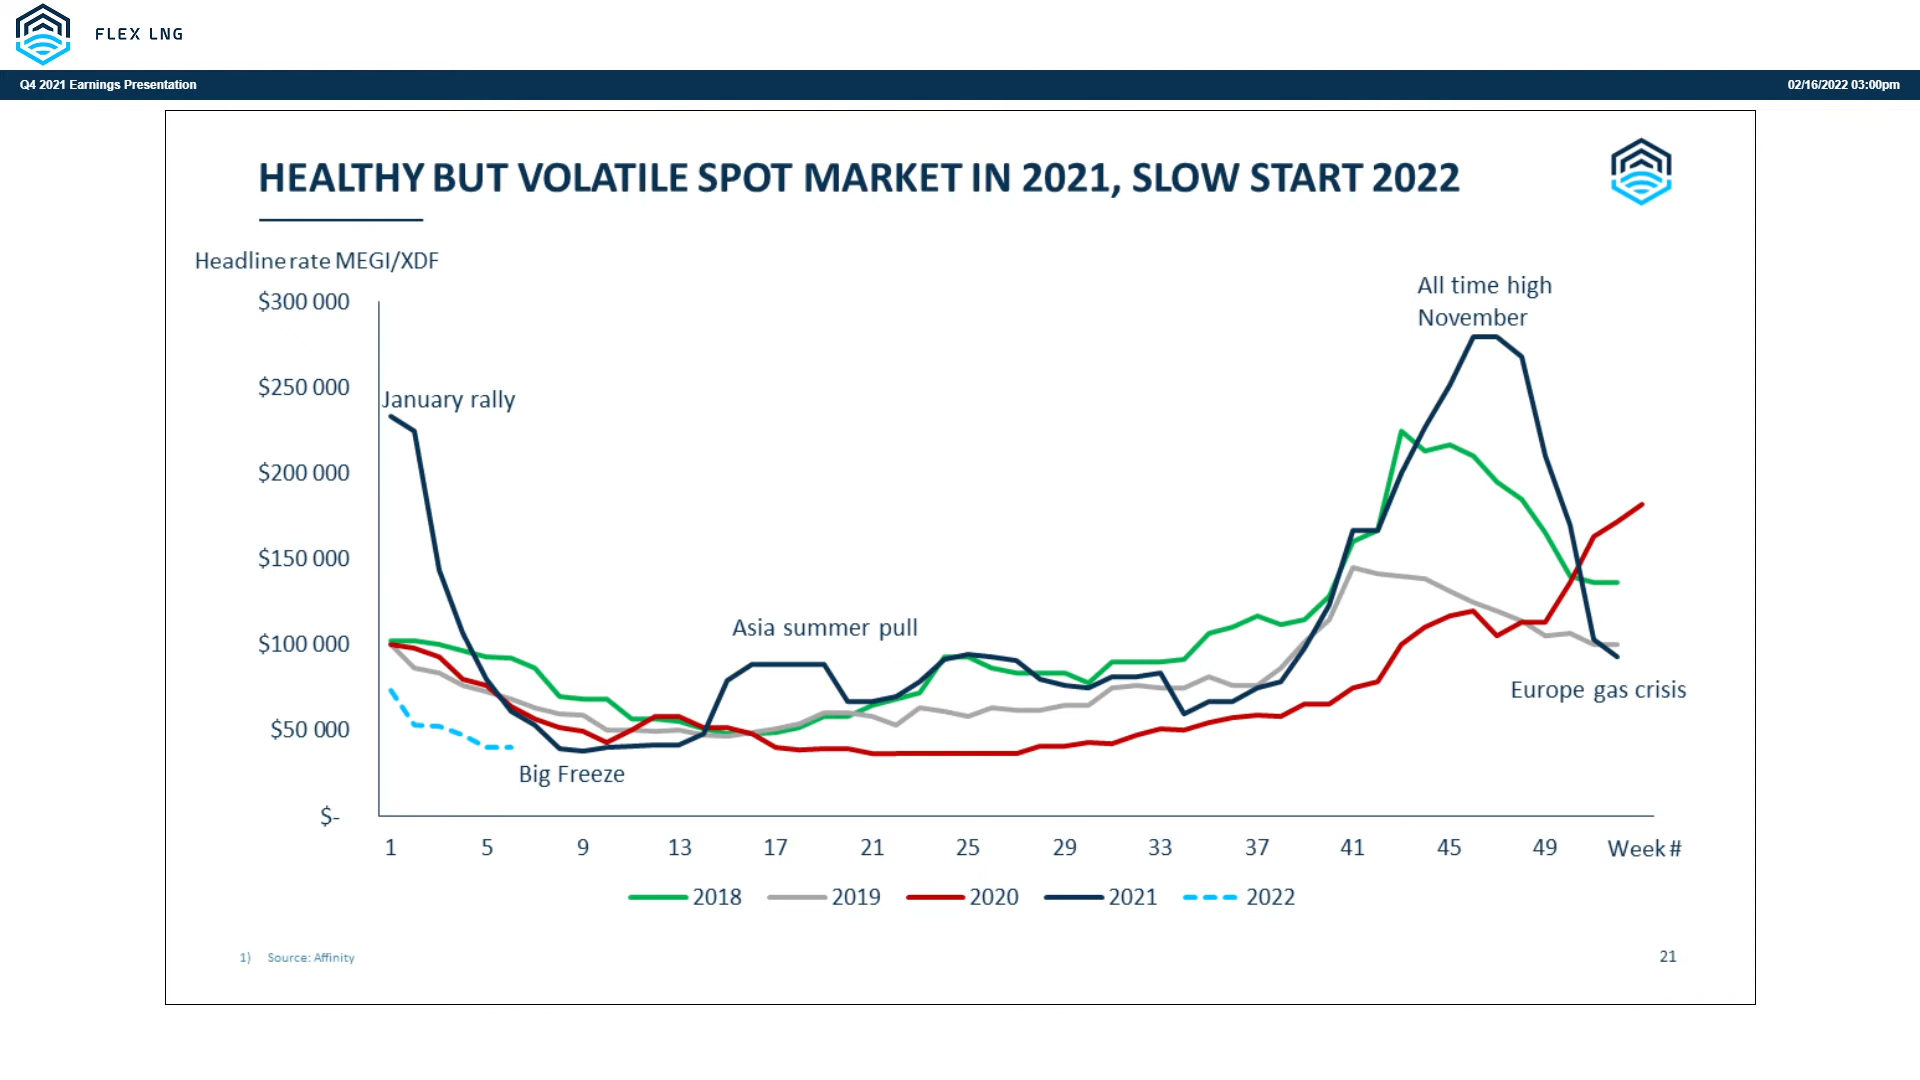 FLEX LNG
Q4 2021 Earnings Presentation
02/16/2022 03:00pm
HEALTHY BUT VOLATILE SPOT MARKET IN 2021, SLOW START 2022
Headline rate MEGI/XDF
$300 000
$250 000
$200 000
$150 000
$100 000
$50 000
$-
January rally
Big Freeze
Asia summer pull
All time high
November
Europe gas crisis
1 5 9 13 17 21 25 29 33 37 41 45 49 Week #
2018 2019 2020 2021 2022
1) Source: Affinity
21